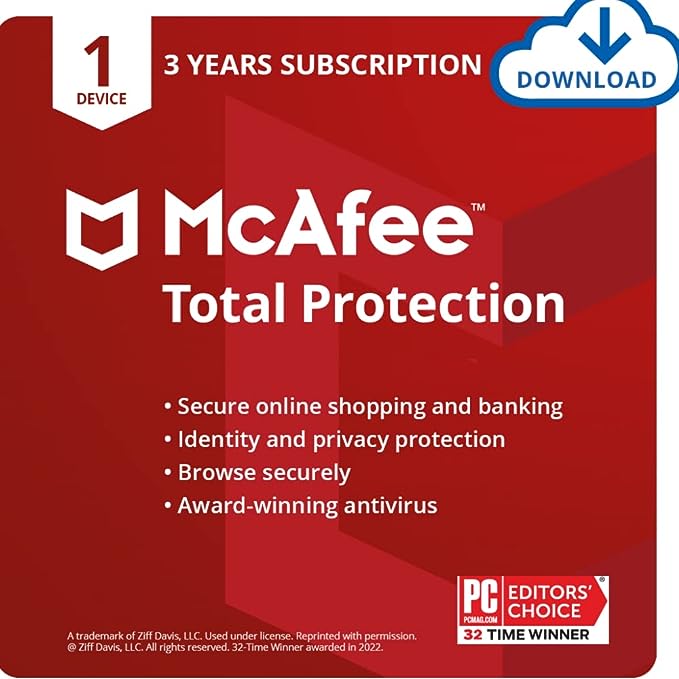 1
DEVICE
3 YEARS SUBSCRIPTION
DOWNLOAD
McAfee™
Total Protection
• Secure online shopping and banking
• Identity and privacy protection
• Browse securely
• Award-winning antivirus
PC
PCMAG.COM
EDITORS'
CHOICE
®
32 TIME WINNER
A trademark of Ziff Davis, LLC. Used under license. Reprinted with permission.
@ Ziff Davis, LLC. All rights reserved. 32-Time Winner awarded in 2022.